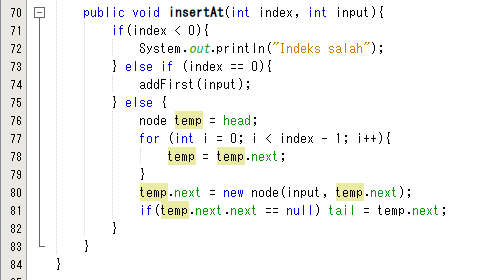 70 public void insertAt(int index, int input){
71 if(index < 0){
72 System.out.println("Indeks salah");
73 } else if (index == 0){
74 addFirst(input);
75 } else {
76 node temp = head;
77 for (int i = 0; i < index - 1; i++){
78 temp = temp.next;
79 }
80 temp.next = new node(input, temp.next);
81 if(temp.next.next == null) tail = temp.next;
82 }
83 }
84 }